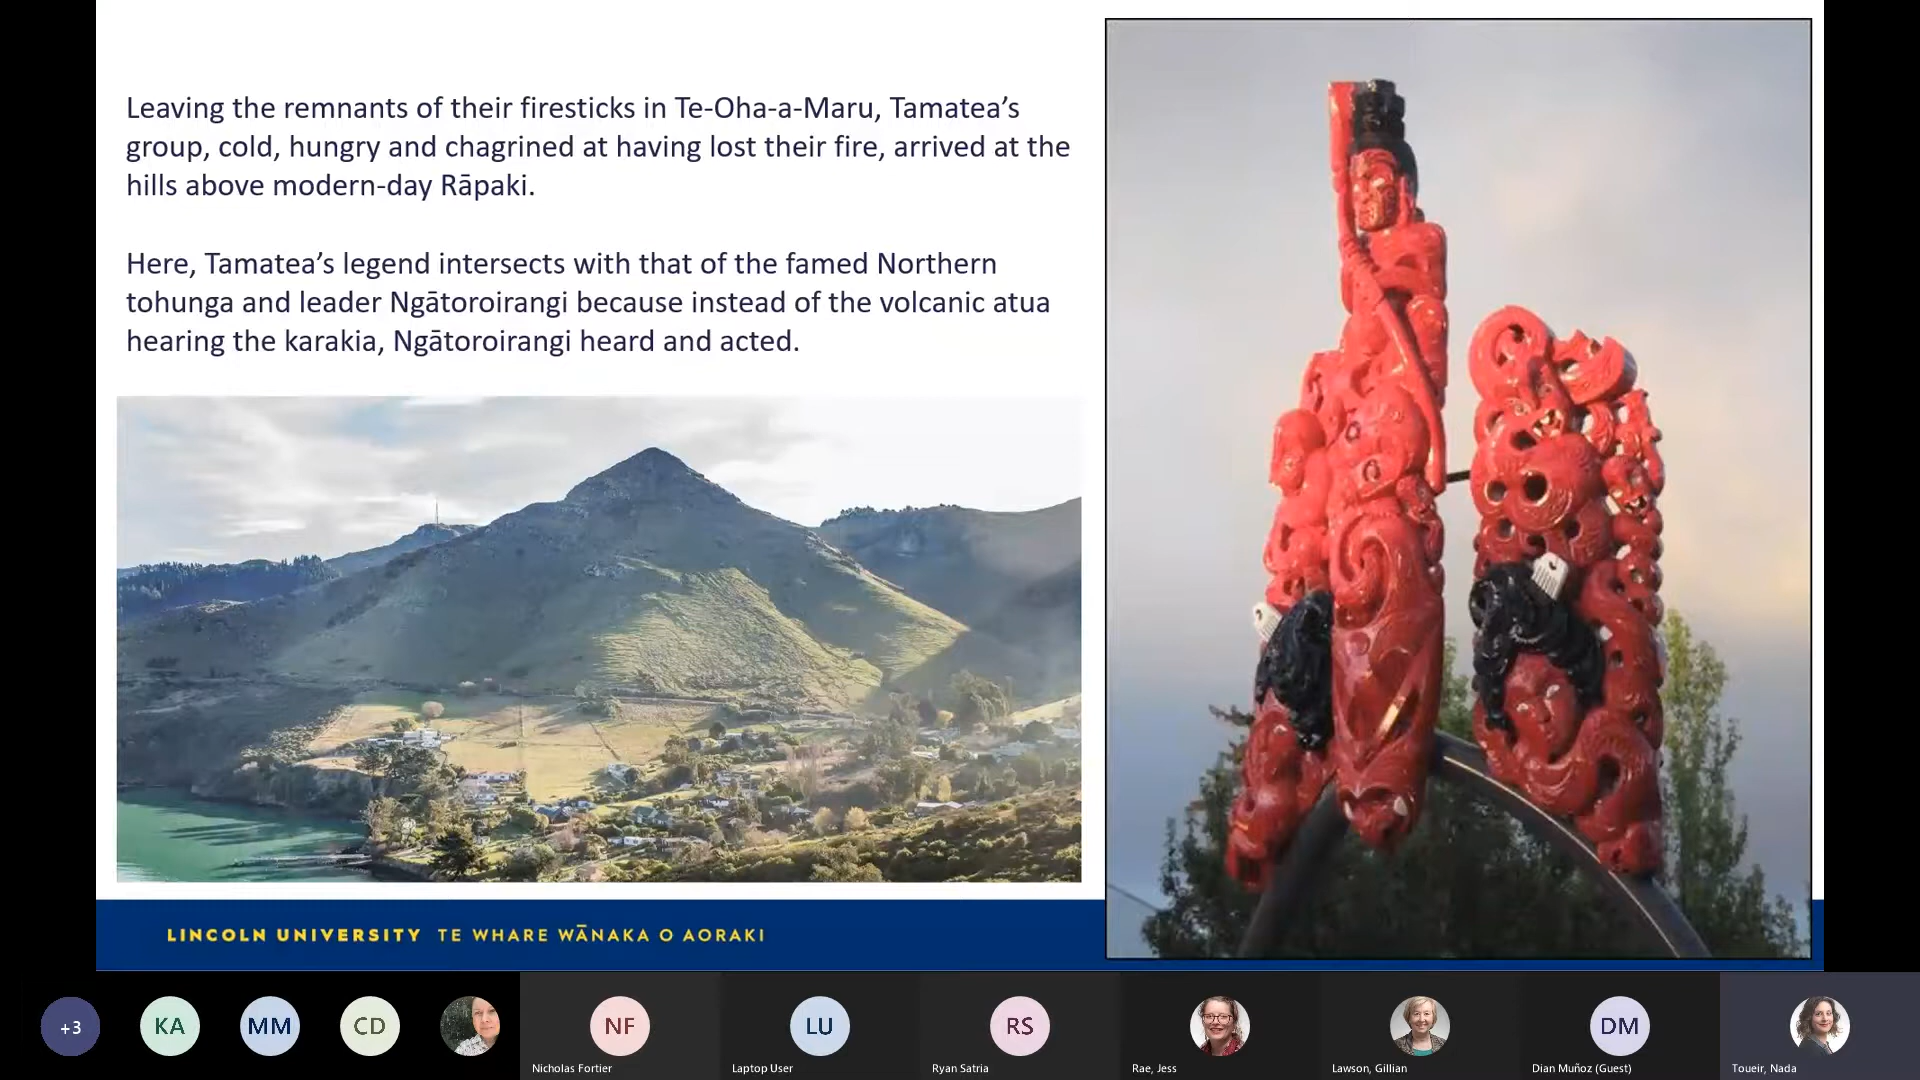 Leaving the remnants of their firesticks in Te-Oha-a-Maru, Tamatea’s
group, cold, hungry and chagrined at having lost their fire, arrived at the
hills above modern-day Rāpaki.
Here, Tamatea’s legend intersects with that of the famed Northern
tohunga and leader Ngātoroirangi because instead of the volcanic atua
hearing the karakia, Ngātoroirangi heard and acted.
LINCOLN UNIVERSITY TE WHARE WĀNAKA O AORAKI
+3 KA MM CD NF LU RS DM
Nicholas Fortier Laptop User Ryan Satria Rae, Jess Lawson, Gillian Dian Muñoz (Guest) Toueir, Nada